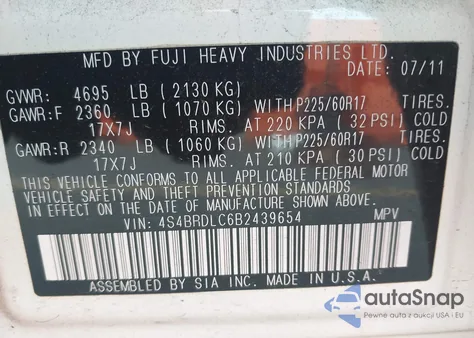 MFD BY FUJI HEAVY INDUSTRIES LTD.
DATE: 07/11
GVWR: 4695 LB (2130 KG)
GAWR:F 2360 LB (1070 KG) WITH P225/60R17 TIRES.
17X7J RIMS. AT 220 KPA (32 PSI) COLD
GAWR:R 2340 LB (1060 KG) WITH P225/60R17 TIRES.
17X7J RIMS. AT 210 KPA (30 PSI) COLD
THIS VEHICLE CONFORMS TO ALL APPLICABLE FEDERAL MOTOR
VEHICLE SAFETY AND THEFT PREVENTION STANDARDS
IN EFFECT ON THE DATE OF MANUFACTURE SHOWN ABOVE.
VIN: 4S4BRDLC6B2439654 MPV
ASSEMBLED BY SIA INC. MADE IN U.S.A.
autoSnap
Pewne auta z aukcji USA i EU